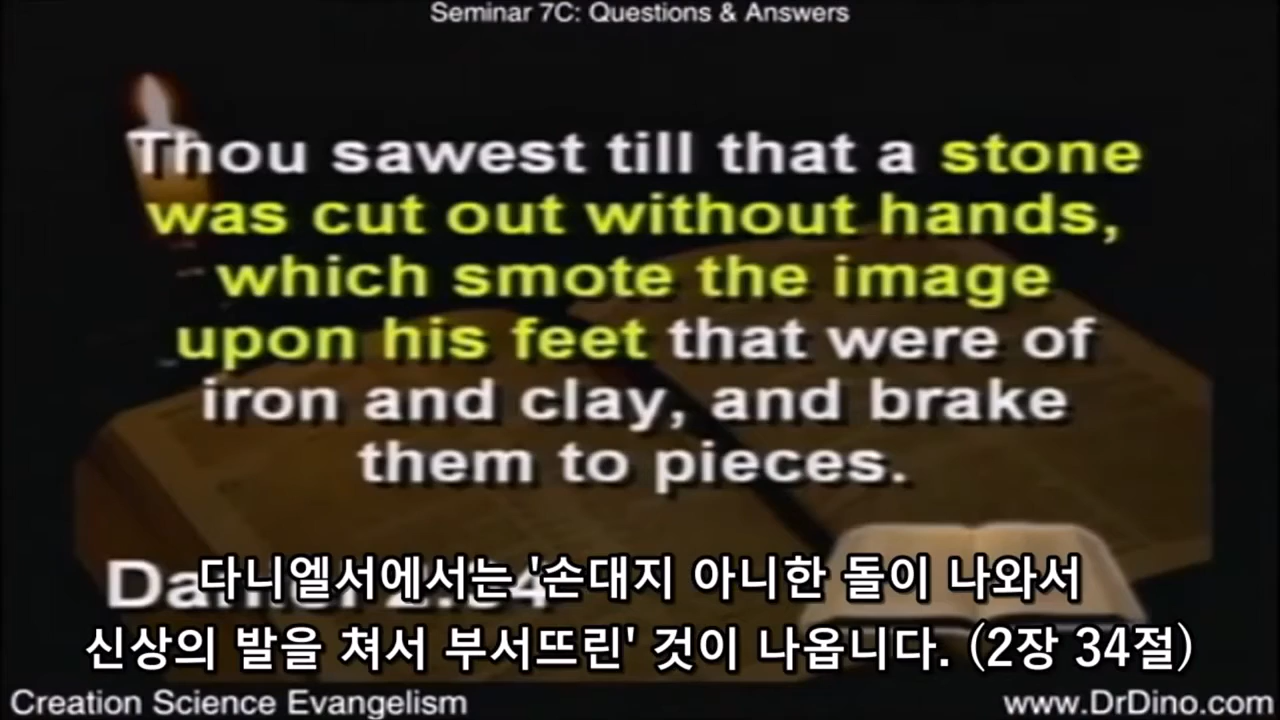 Seminar 7C: Questions & Answers
Thou sawest till that a stone
was cut out without hands,
which smote the image
upon his feet that were of
iron and clay, and brake
them to pieces.
다니엘서에서는 '손대지 아니한 돌이 나와서
신상의 발을 쳐서 부서뜨린' 것이 나옵니다. (2장 34절)
Creation Science Evangelism
www.DrDino.com